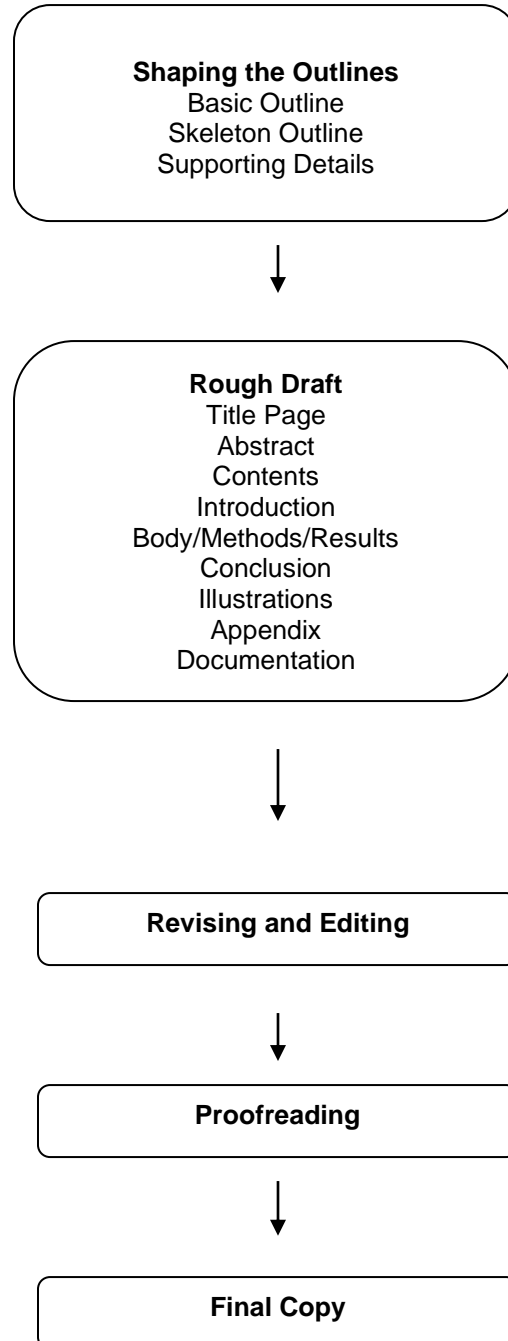 Shaping the Outlines
Basic Outline
Skeleton Outline
Supporting Details
Rough Draft
Title Page
Abstract
Contents
Introduction
Body/Methods/Results
Conclusion
Illustrations
Appendix
Documentation
Revising and Editing
Proofreading
Final Copy